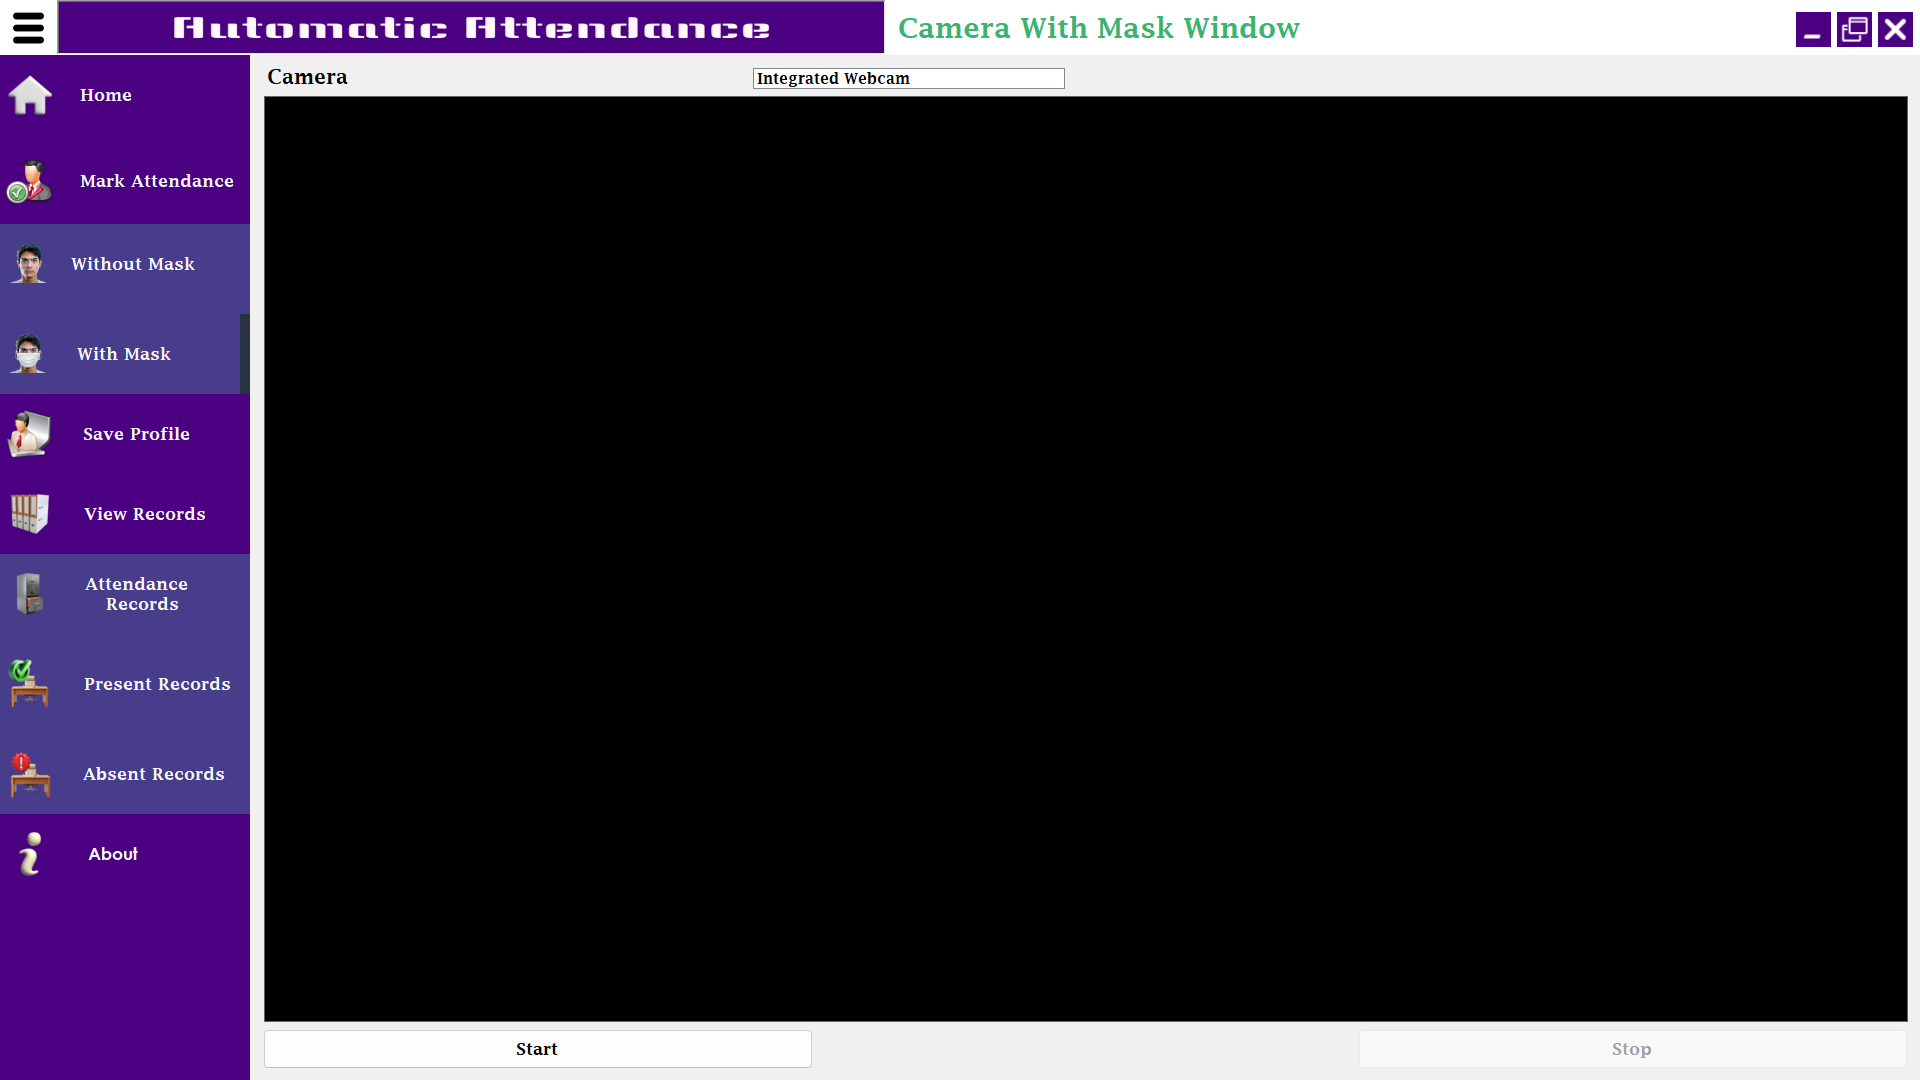 Automatic Attendance
Camera With Mask Window
Camera
Integrated Webcam
Home
Mark Attendance
Without Mask
With Mask
Save Profile
View Records
Attendance
Records
Present Records
Absent Records
About
Start
Stop